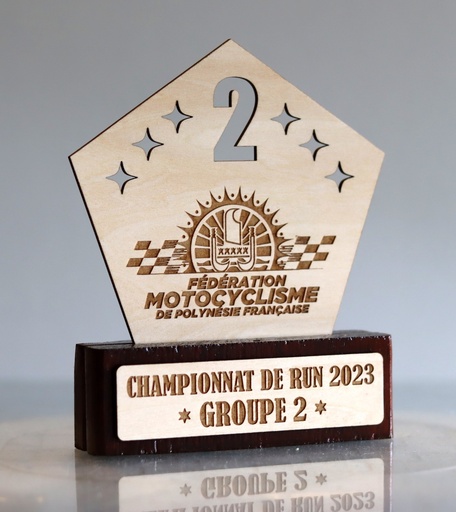 2
FÉDÉRATION
MOTOCYCLISME
DE POLYNÉSIE FRANÇAISE
CHAMPIONNAT DE RUN 2023
GROUPE 2